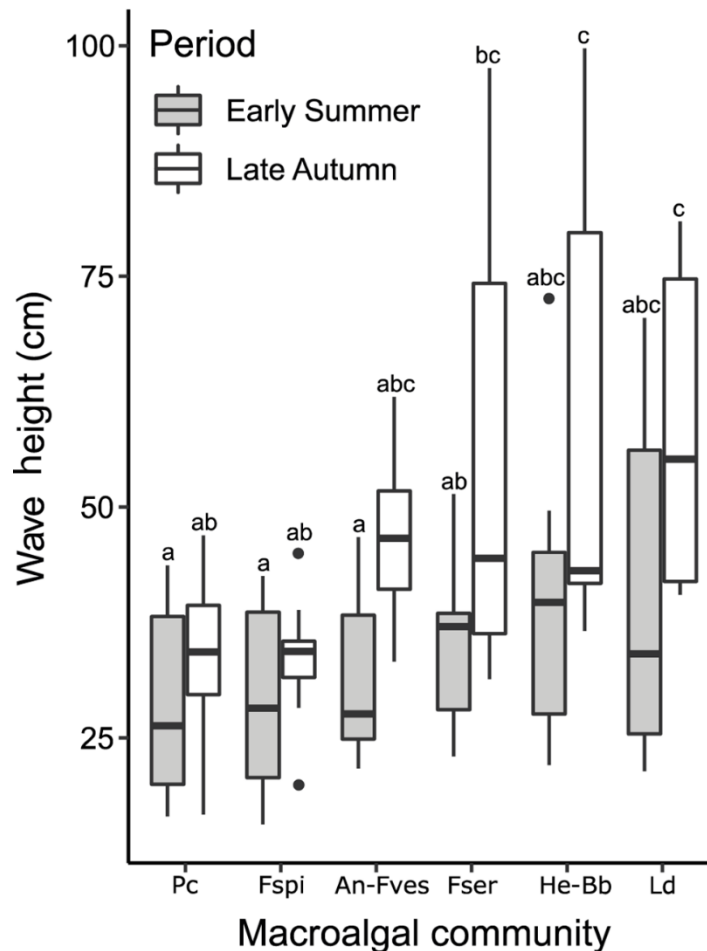 Period
Early Summer
Late Autumn
Wave height (cm)
100
75
50
25
a
ab
a
ab
a
abc
ab
bc
abc
c
abc
c
Pc Fspi An-Fves Fser He-Bb Ld
Macroalgal community